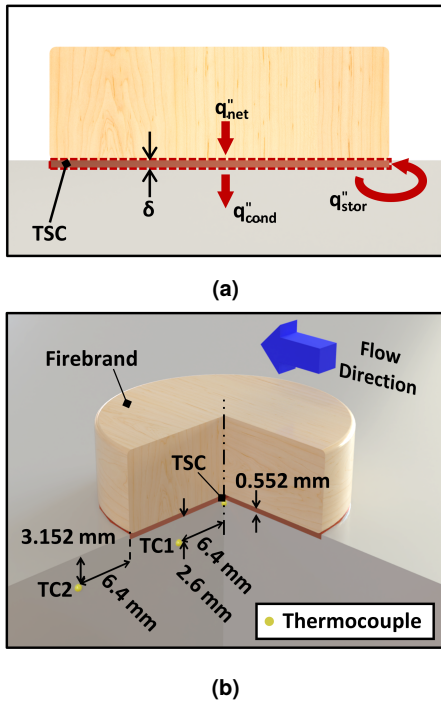 q"net
δ
TSC
q"cond
q"stor
(a)
Firebrand
Flow
Direction
TSC
0.552 mm
3.152 mm
TC1
6.4 mm
2.6 mm
TC2
6.4 mm
Thermocouple
(b)